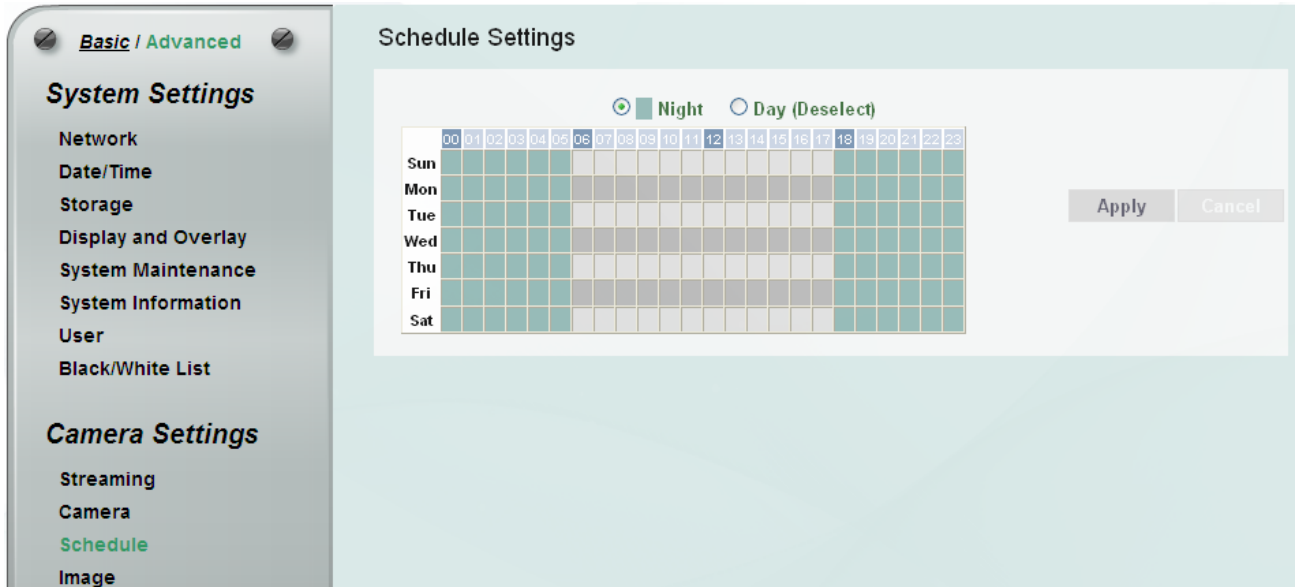 Basic / Advanced
System Settings
Network
Date/Time
Storage
Display and Overlay
System Maintenance
System Information
User
Black/White List
Camera Settings
Streaming
Camera
Schedule
Image
Schedule Settings
Night Day (Deselect)
00 01 02 03 04 05 06 07 08 09 10 11 12 13 14 15 16 17 18 19 20 21 22 23
Sun
Mon
Tue
Wed
Thu
Fri
Sat
Apply Cancel